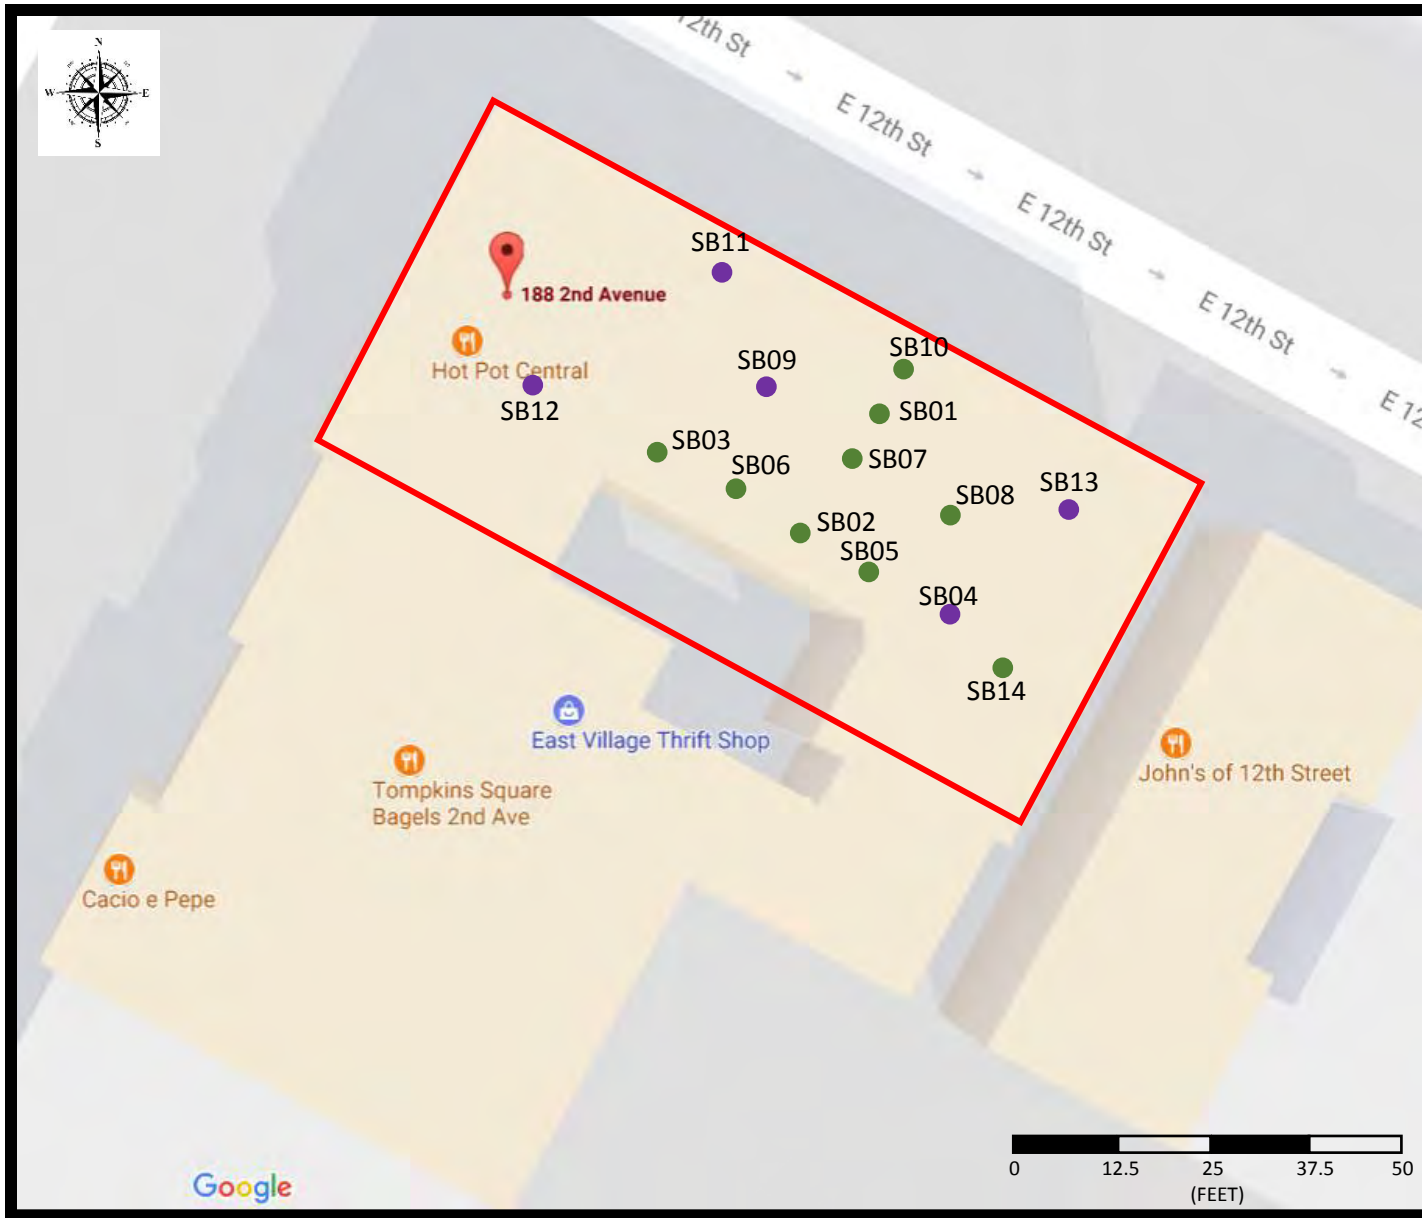 N
W E
S
12th St
E 12th St
E 12th St
E 12th St
E 12
SB11
188 2nd Avenue
SB10
SB09
Hot Pot Central
SB12
SB01
SB03
SB07
SB06
SB13
SB08
SB02
SB05
SB04
SB14
East Village Thrift Shop
John's of 12th Street
Tompkins Square
Bagels 2nd Ave
Cacio e Pepe
0 12.5 25 37.5 50
(FEET)
Google